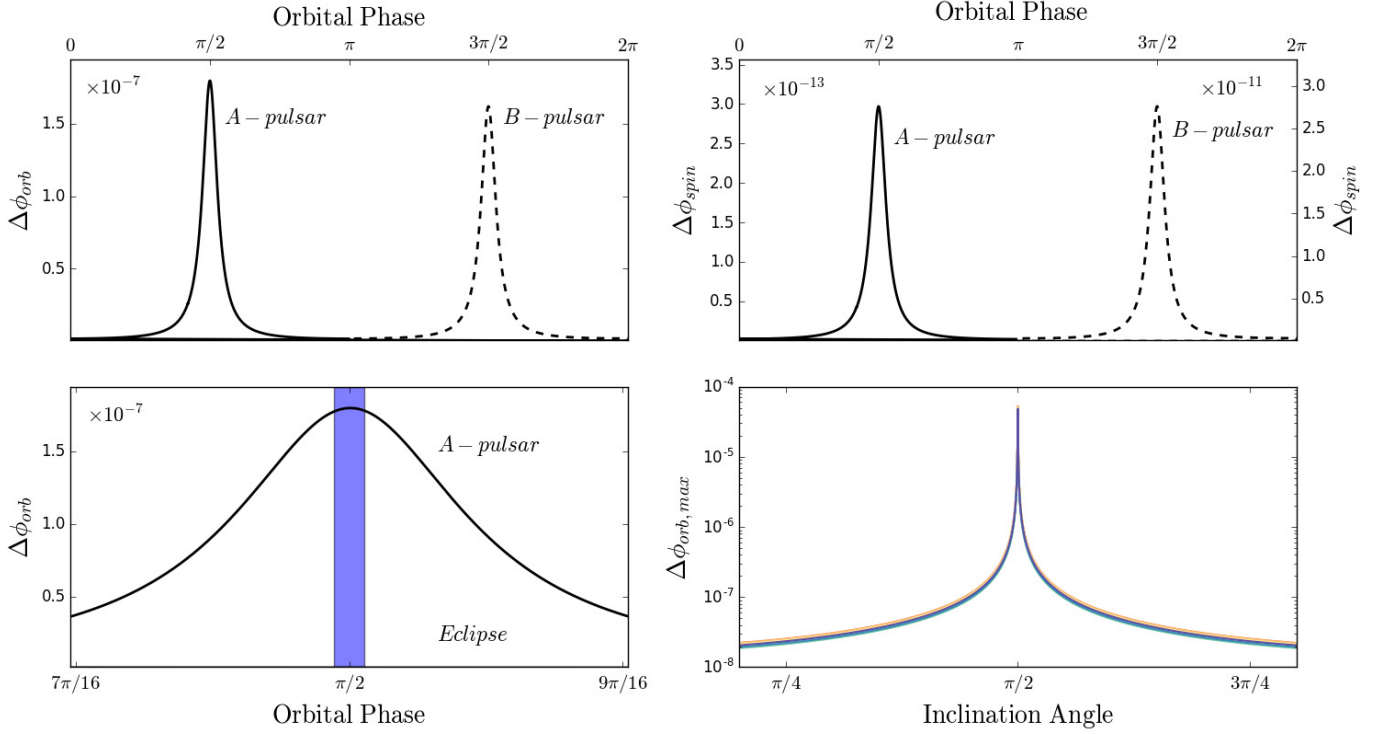 Orbital Phase
0 π/2 π 3π/2 2π
×10⁻⁷
A − pulsar B − pulsar
1.5
1.0
0.5
Δϕ_orb
Orbital Phase
0 π/2 π 3π/2 2π
×10⁻¹³ ×10⁻¹¹
A − pulsar B − pulsar
3.5
3.0
2.5
2.0
1.5
1.0
0.5
Δϕ_spin
3.0
2.5
2.0
1.5
1.0
0.5
Δϕ_spin
×10⁻⁷
A − pulsar
Eclipse
1.5
1.0
0.5
Δϕ_orb
7π/16 π/2 9π/16
Orbital Phase
10⁻⁴
10⁻⁵
10⁻⁶
10⁻⁷
10⁻⁸
Δϕ_orb,max
π/4 π/2 3π/4
Inclination Angle